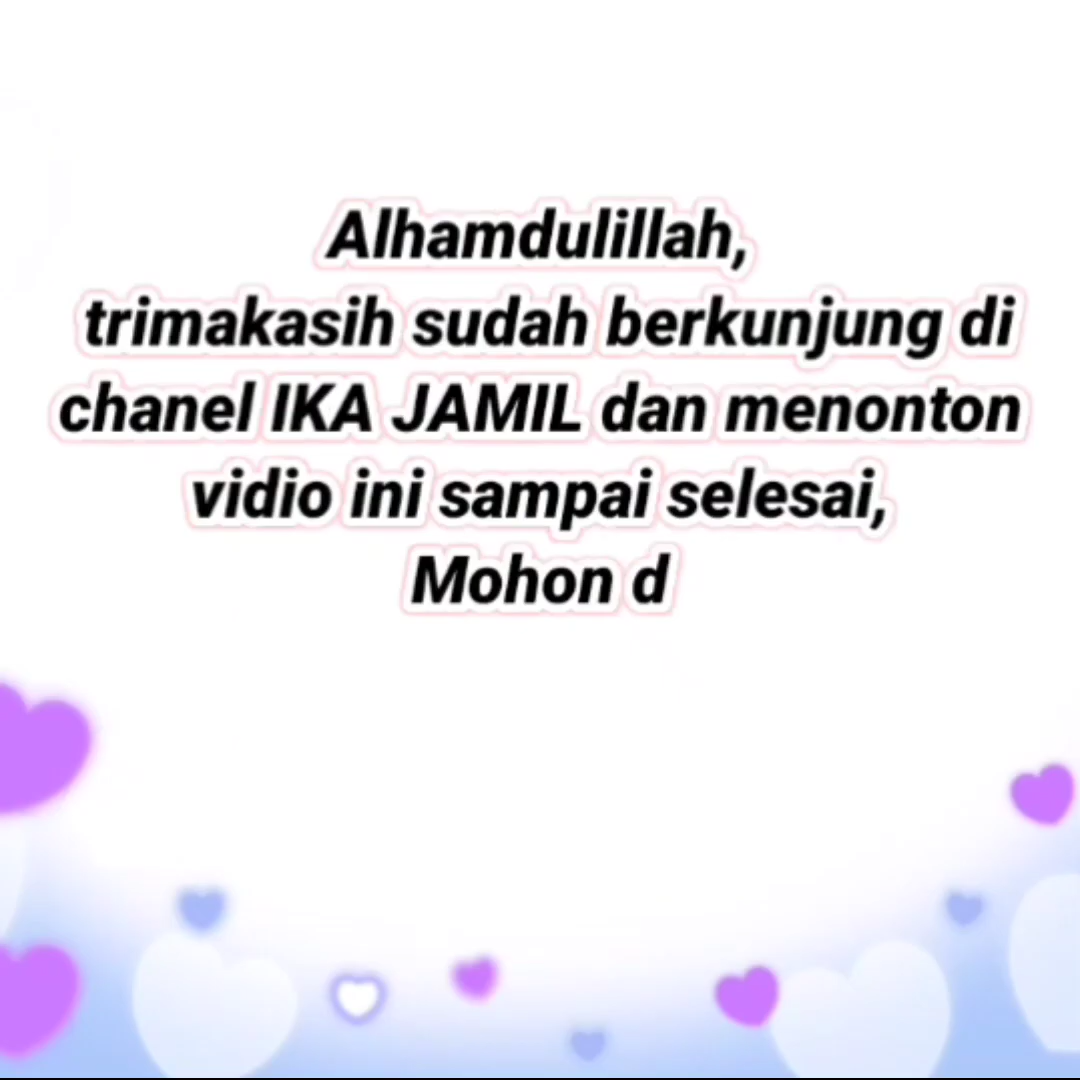 Alhamdulillah,
trimakasih sudah berkunjung di
chanel IKA JAMIL dan menonton
vidio ini sampai selesai,
Mohon d